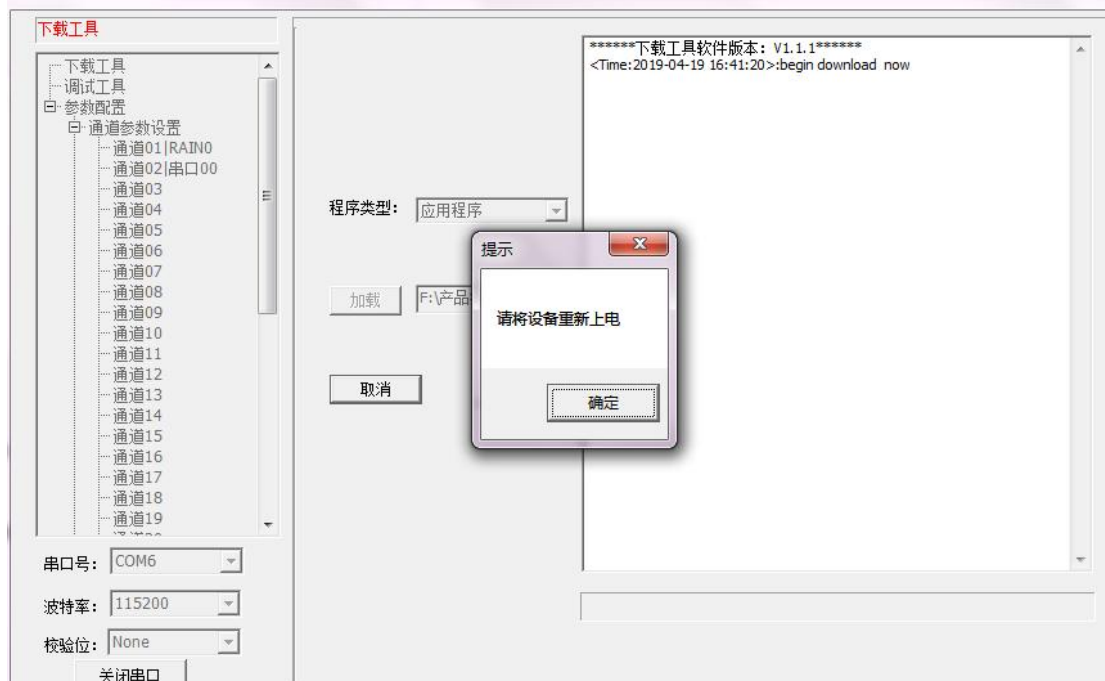 下载工具
下载工具
调试工具
参数配置
通道参数设置
通道01|RAIN0
通道02|串口00
通道03
通道04
通道05
通道06
通道07
通道08
通道09
通道10
通道11
通道12
通道13
通道14
通道15
通道16
通道17
通道18
通道19
串口号: COM6
波特率: 115200
校验位: None
关闭串口
程序类型: 应用程序
加载 F:\产品
取消
******下载工具软件版本: V1.1.1******
<Time:2019-04-19 16:41:20>:begin download  now
提示
请将设备重新上电
确定